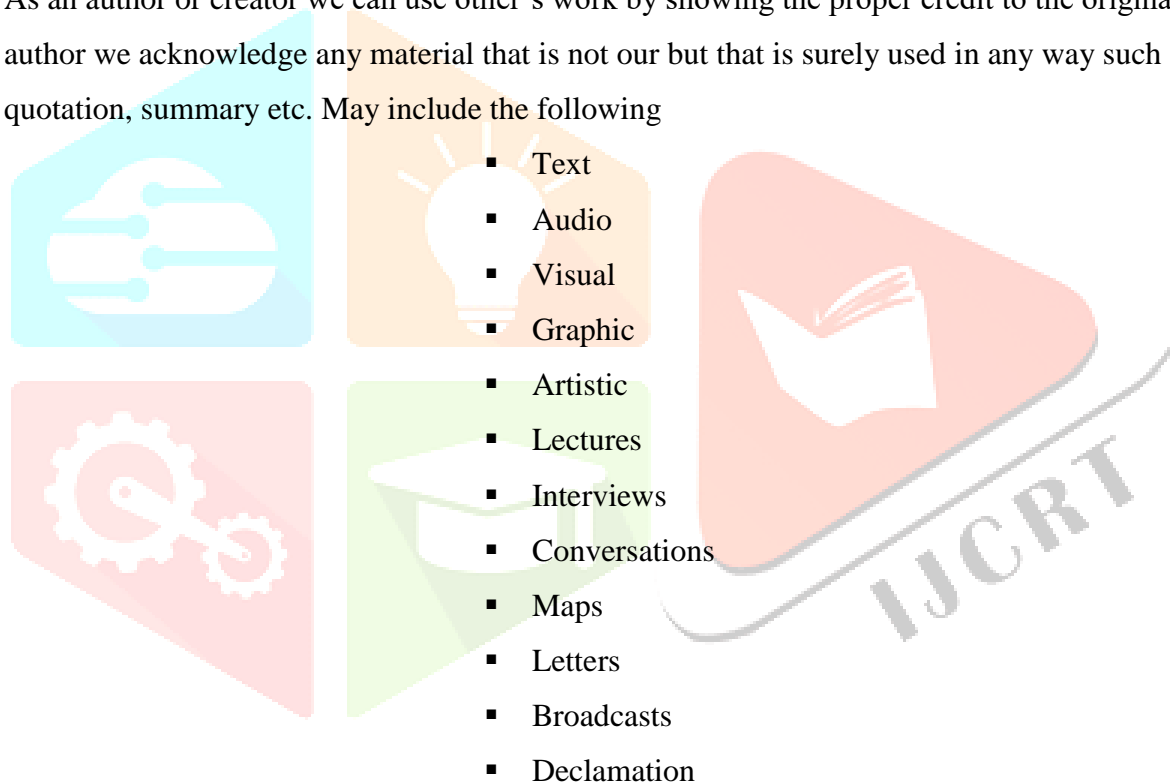 As an author or creator we can use other's work by showing the proper credit to the origina
author we acknowledge any material that is not our but that is surely used in any way such
quotation, summary etc. May include the following
▪ Text
▪ Audio
▪ Visual
▪ Graphic
▪ Artistic
▪ Lectures
▪ Interviews
▪ Conversations
▪ Maps
▪ Letters
▪ Broadcasts
▪ Declamation
IJCRT